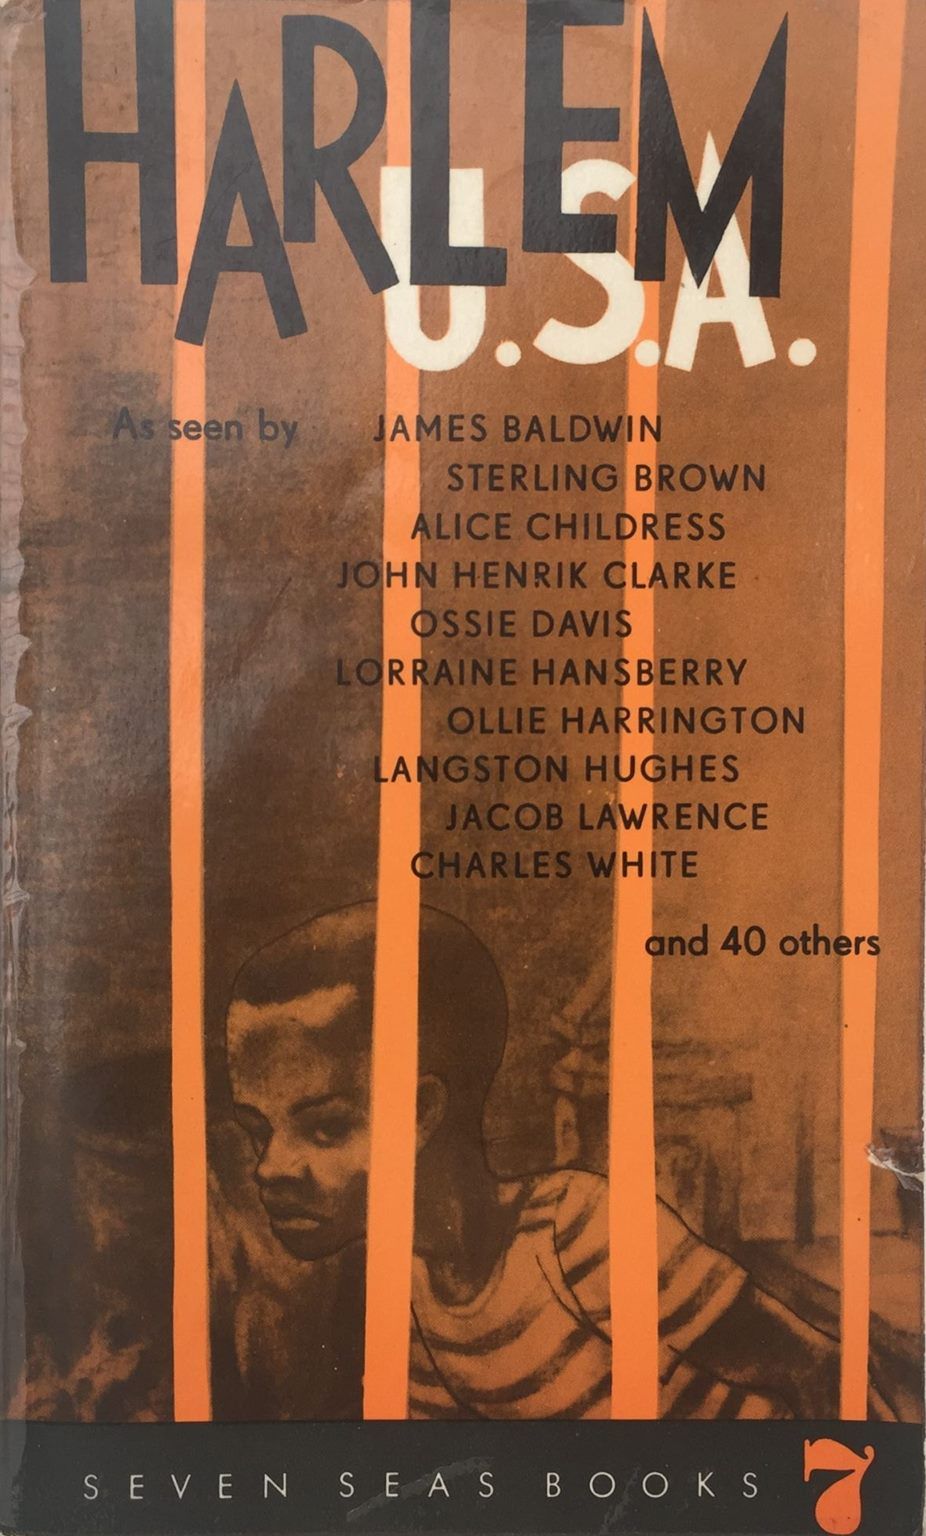 HARLEM
U.S.A.
As seen by JAMES BALDWIN
STERLING BROWN
ALICE CHILDRESS
JOHN HENRIK CLARKE
OSSIE DAVIS
LORRAINE HANSBERRY
OLLIE HARRINGTON
LANGSTON HUGHES
JACOB LAWRENCE
CHARLES WHITE
and 40 others
SEVEN SEAS BOOKS 7